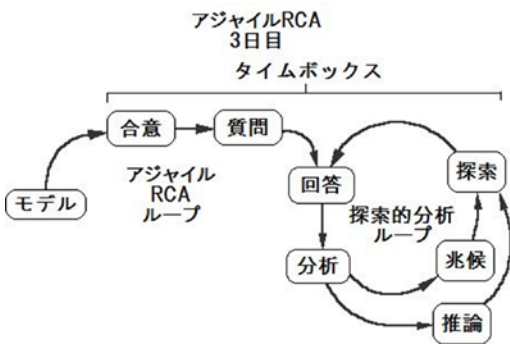 アジャイルRCA
3日目
タイムボックス
合意
質問
モデル
アジャイル
RCA
ループ
回答
探索
探索的分析
ループ
分析
兆候
推論